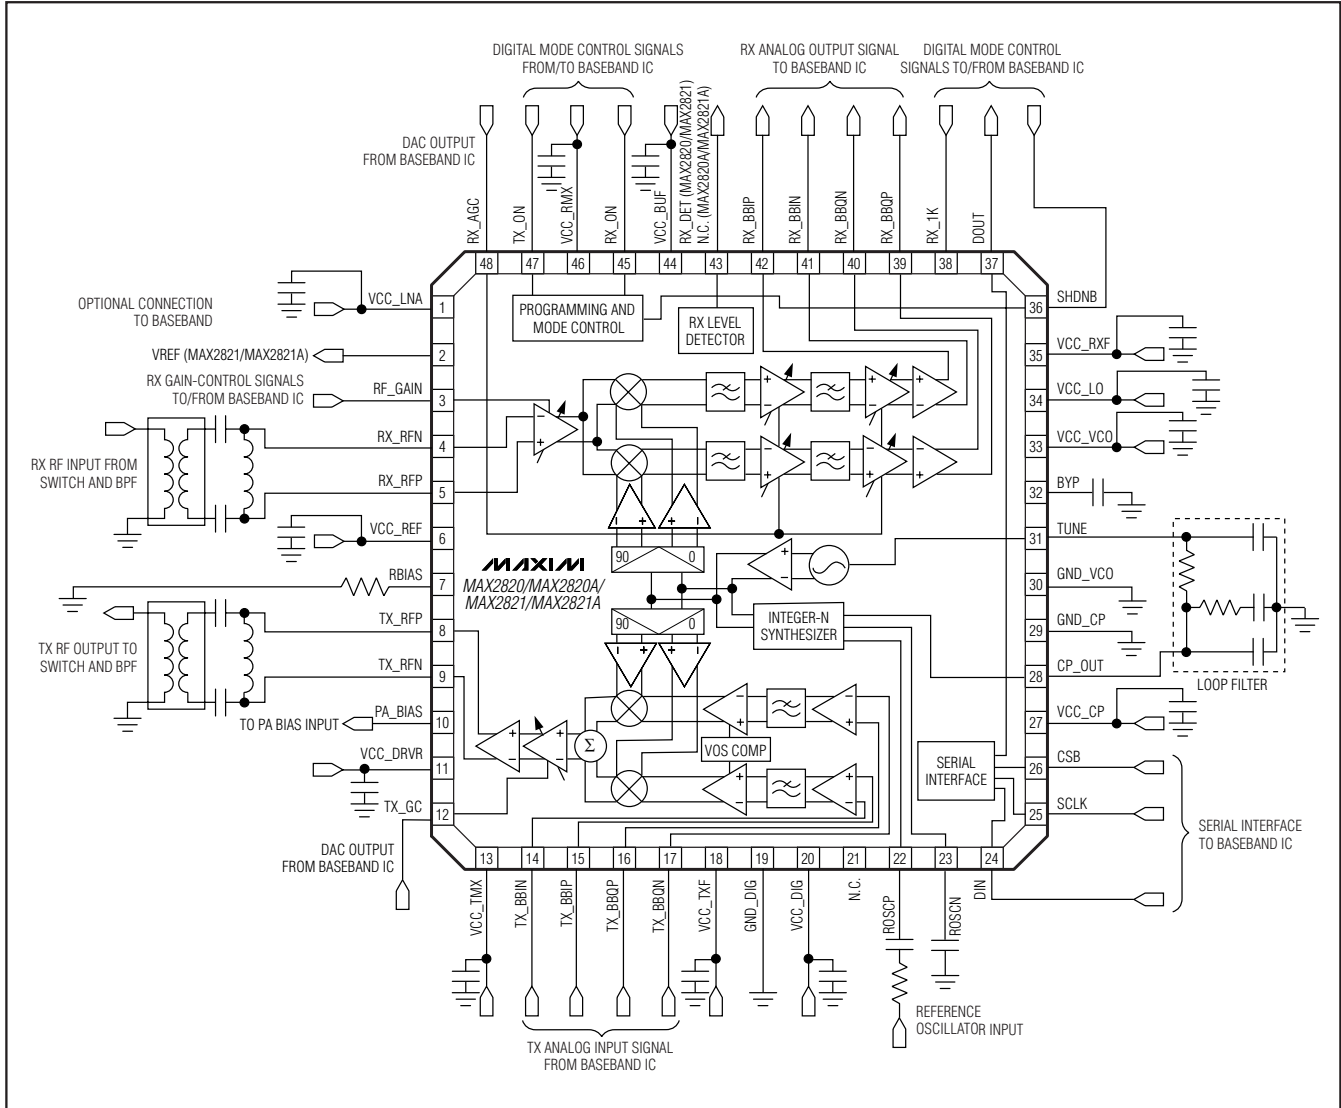 DIGITAL MODE CONTROL SIGNALS
FROM/TO BASEBAND IC
RX ANALOG OUTPUT SIGNAL
TO BASEBAND IC
DIGITAL MODE CONTROL
SIGNALS TO/FROM BASEBAND IC
DAC OUTPUT
FROM BASEBAND IC
RX_AGC
TX_ON
VCC_RMX
RX_ON
VCC_BUF
RX_DET (MAX2820/MAX2821)
N.C. (MAX2820A/MAX2821A)
RX_BBIP
RX_BBIN
RX_BBQN
RX_BBQP
RX_1K
DOUT
48
47
46
45
44
43
42
41
40
39
38
37
OPTIONAL CONNECTION
TO BASEBAND
VCC_LNA
1
VREF (MAX2821/MAX2821A)
2
RX GAIN-CONTROL SIGNALS
TO/FROM BASEBAND IC
RF_GAIN
3
RX_RFN
4
RX RF INPUT FROM
SWITCH AND BPF
RX_RFP
5
VCC_REF
6
RBIAS
7
TX_RFP
8
TX RF OUTPUT TO
SWITCH AND BPF
TX_RFN
9
TO PA BIAS INPUT
PA_BIAS
10
VCC_DRVR
11
TX_GC
12
DAC OUTPUT
FROM BASEBAND IC
PROGRAMMING AND
MODE CONTROL
RX LEVEL
DETECTOR
+
−
+
−
+
−
−
+
+
−
+
−
+
−
− + − +
90 0
MAXIM
MAX2820/MAX2820A/
MAX2821/MAX2821A
+
−
90 0
− + − +
INTEGER-N
SYNTHESIZER
+
−
+
−
Σ
−
+
−
+
VOS COMP
+
−
+
−
SERIAL
INTERFACE
36
SHDNB
35
VCC_RXF
34
VCC_LO
33
VCC_VCO
32
BYP
31
TUNE
30
GND_VCO
29
GND_CP
28
CP_OUT
LOOP FILTER
27
VCC_CP
26
CSB
25
SCLK
SERIAL INTERFACE
TO BASEBAND IC
13
14
15
16
17
18
19
20
21
22
23
24
VCC_TMX
TX_BBIN
TX_BBIP
TX_BBQP
TX_BBQN
VCC_TXF
GND_DIG
VCC_DIG
N.C.
ROSCP
ROSCN
DIN
TX ANALOG INPUT SIGNAL
FROM BASEBAND IC
REFERENCE
OSCILLATOR INPUT